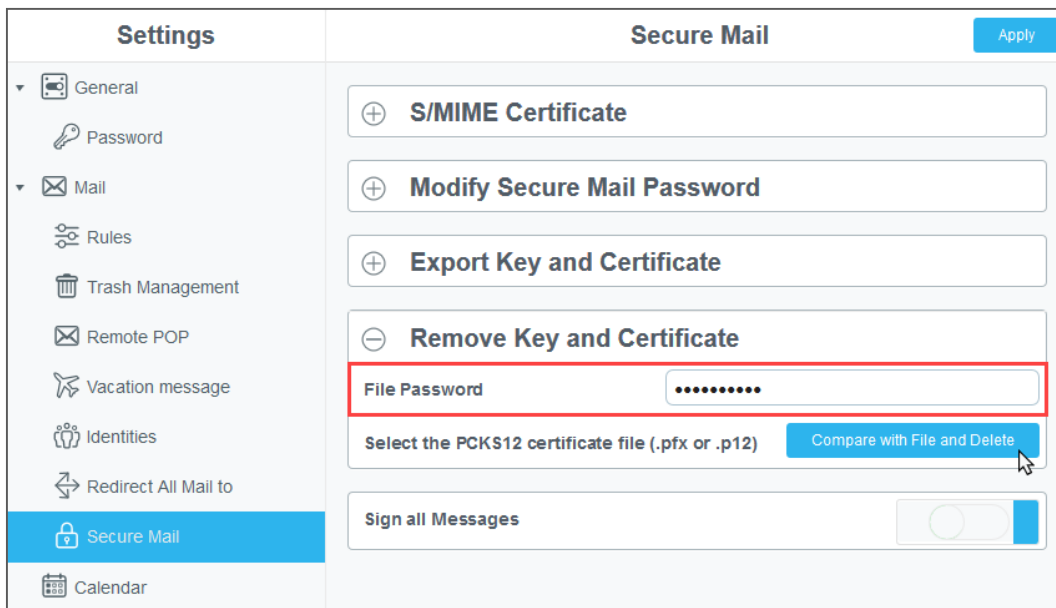 Settings
Secure Mail
Apply
General
Password
Mail
Rules
Trash Management
Remote POP
Vacation message
Identities
Redirect All Mail to
Secure Mail
Calendar
S/MIME Certificate
Modify Secure Mail Password
Export Key and Certificate
Remove Key and Certificate
File Password
••••••••••
Select the PCKS12 certificate file (.pfx or .p12)
Compare with File and Delete
Sign all Messages